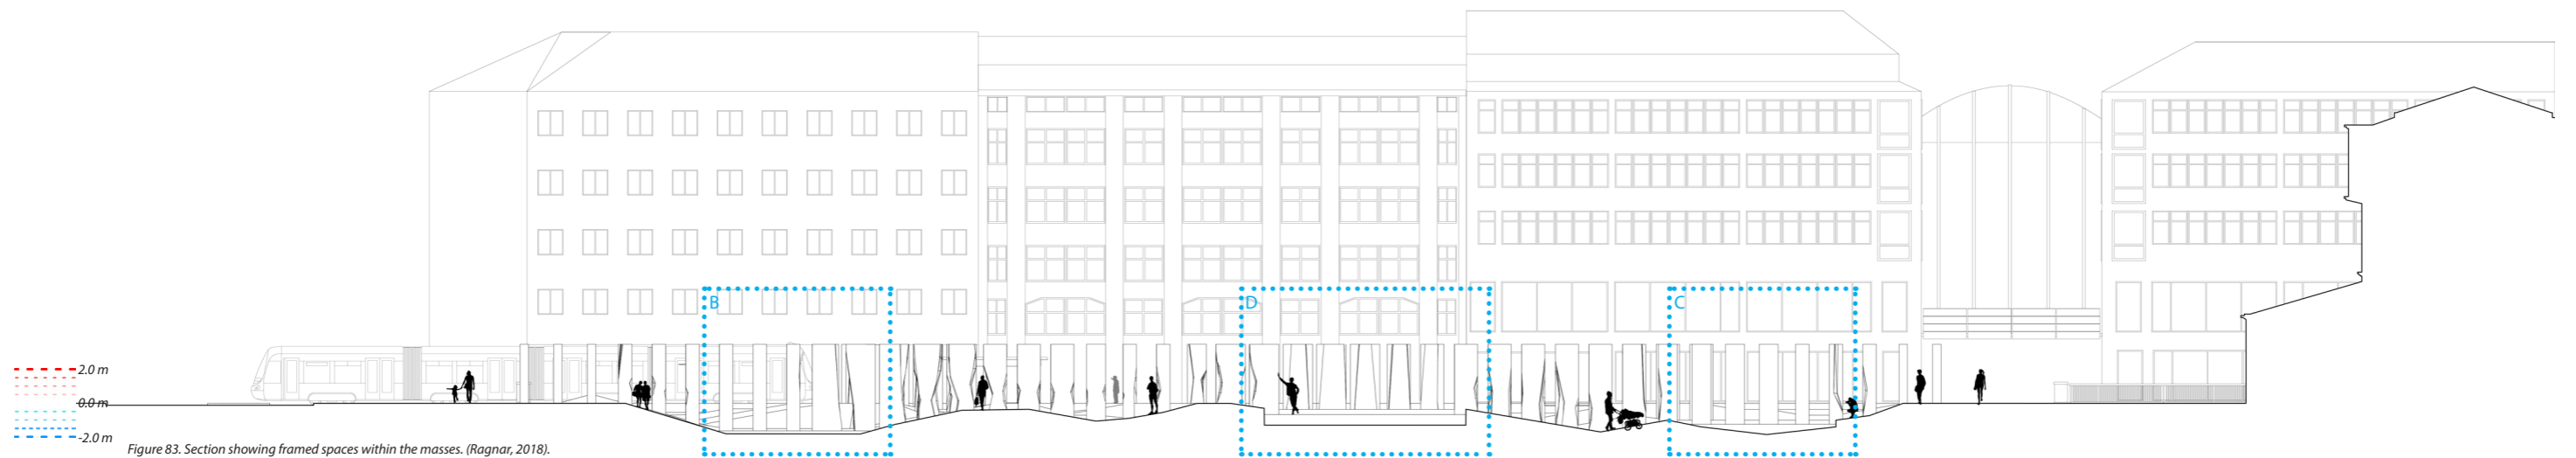 B
D
C
2.0 m
0.0 m
-2.0 m
Figure 83. Section showing framed spaces within the masses. (Ragnar, 2018).